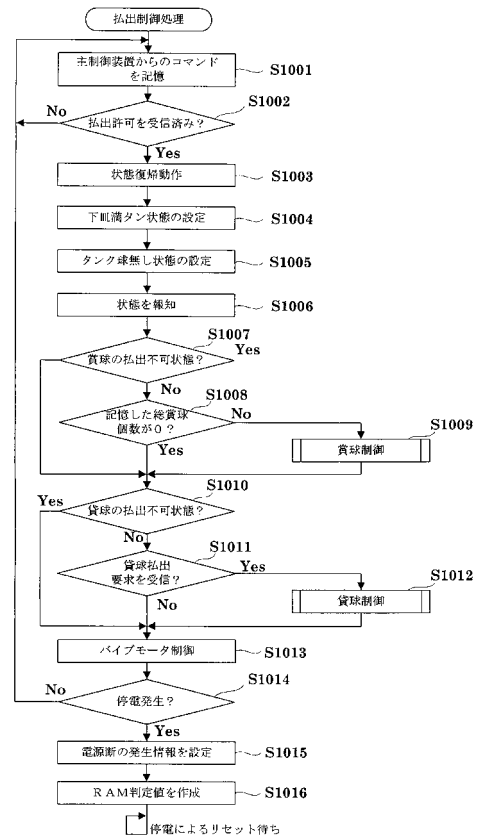 払出制御処理
主制御装置からのコマンド
を記憶
S1001
S1002
No
払出許可を受信済み？
Yes
状態復帰動作
S1003
下皿満タン状態の設定
S1004
タンク球無し状態の設定
S1005
状態を報知
S1006
S1007
Yes
賞球の払出不可状態？
No
S1008
記憶した総賞球
個数が０？
No
S1009
賞球制御
Yes
S1010
Yes
貸球の払出不可状態？
No
S1011
貸球払出
要求を受信？
Yes
S1012
貸球制御
No
バイブモータ制御
S1013
No
S1014
停電発生？
Yes
電源断の発生情報を設定
S1015
ＲＡＭ判定値を作成
S1016
停電によるリセット待ち